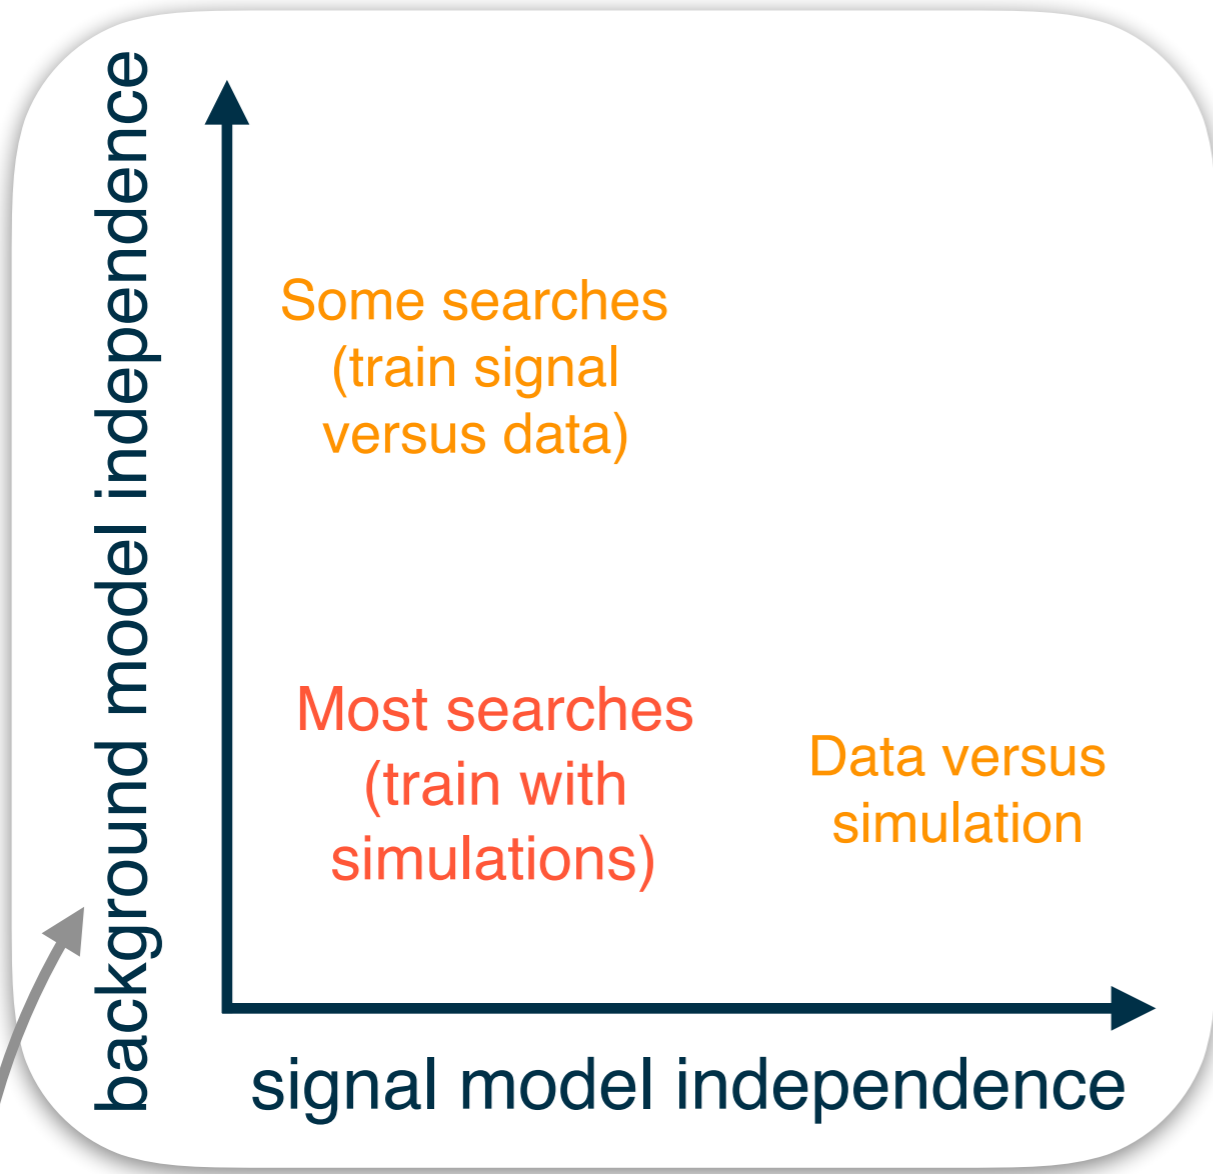 background model independence
Some searches
(train signal
versus data)
Most searches
(train with
simulations)
Data versus
simulation
signal model independence